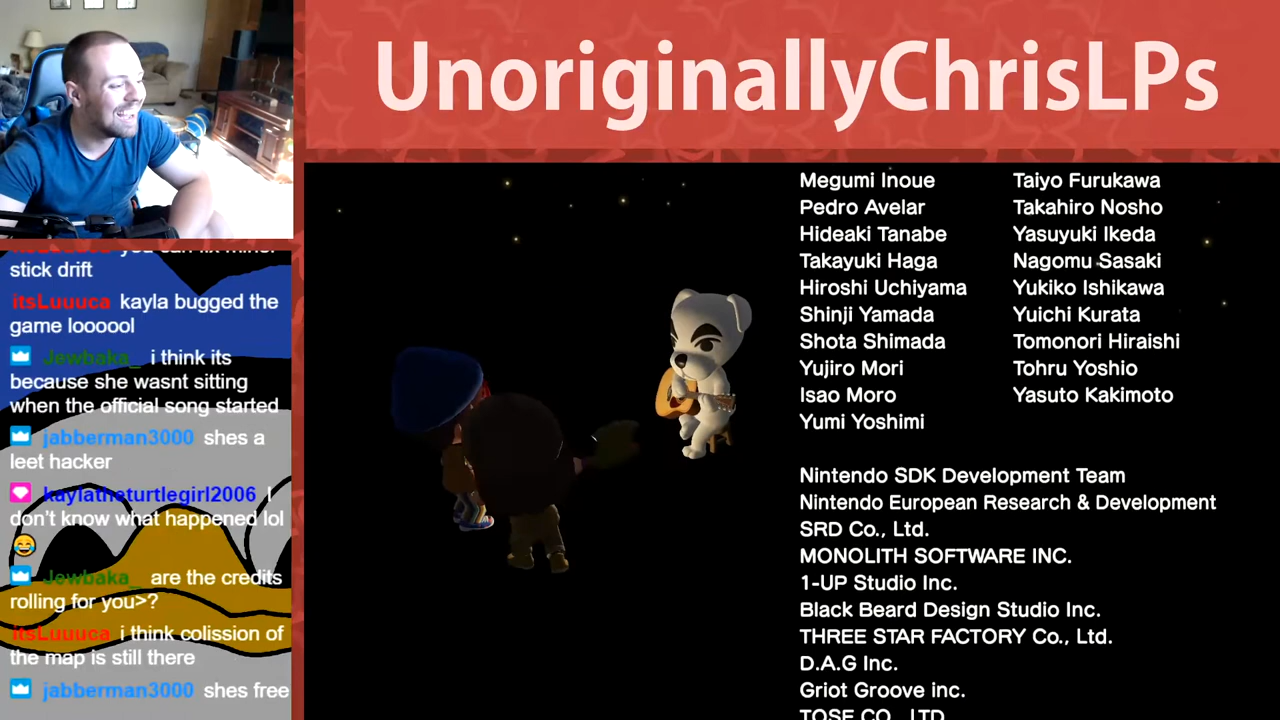 UnoriginallyChrisLPs
stick drift
itsLuuuca kayla bugged the
game loooool
Jewbaka_ i think its
because she wasnt sitting
when the official song started
jabberman3000 shes a
leet hacker
kaylatheturtlegirl2006 I
don't know what happened lol
Jewbaka_ are the credits
rolling for you>?
itsLuuuca i think colission of
the map is still there
jabberman3000 shes free
Megumi Inoue
Pedro Avelar
Hideaki Tanabe
Takayuki Haga
Hiroshi Uchiyama
Shinji Yamada
Shota Shimada
Yujiro Mori
Isao Moro
Yumi Yoshimi
Taiyo Furukawa
Takahiro Nosho
Yasuyuki Ikeda
Nagomu Sasaki
Yukiko Ishikawa
Yuichi Kurata
Tomonori Hiraishi
Tohru Yoshio
Yasuto Kakimoto
Nintendo SDK Development Team
Nintendo European Research & Development
SRD Co., Ltd.
MONOLITH SOFTWARE INC.
1-UP Studio Inc.
Black Beard Design Studio Inc.
THREE STAR FACTORY Co., Ltd.
D.A.G Inc.
Griot Groove inc.
TOSE CO., LTD.